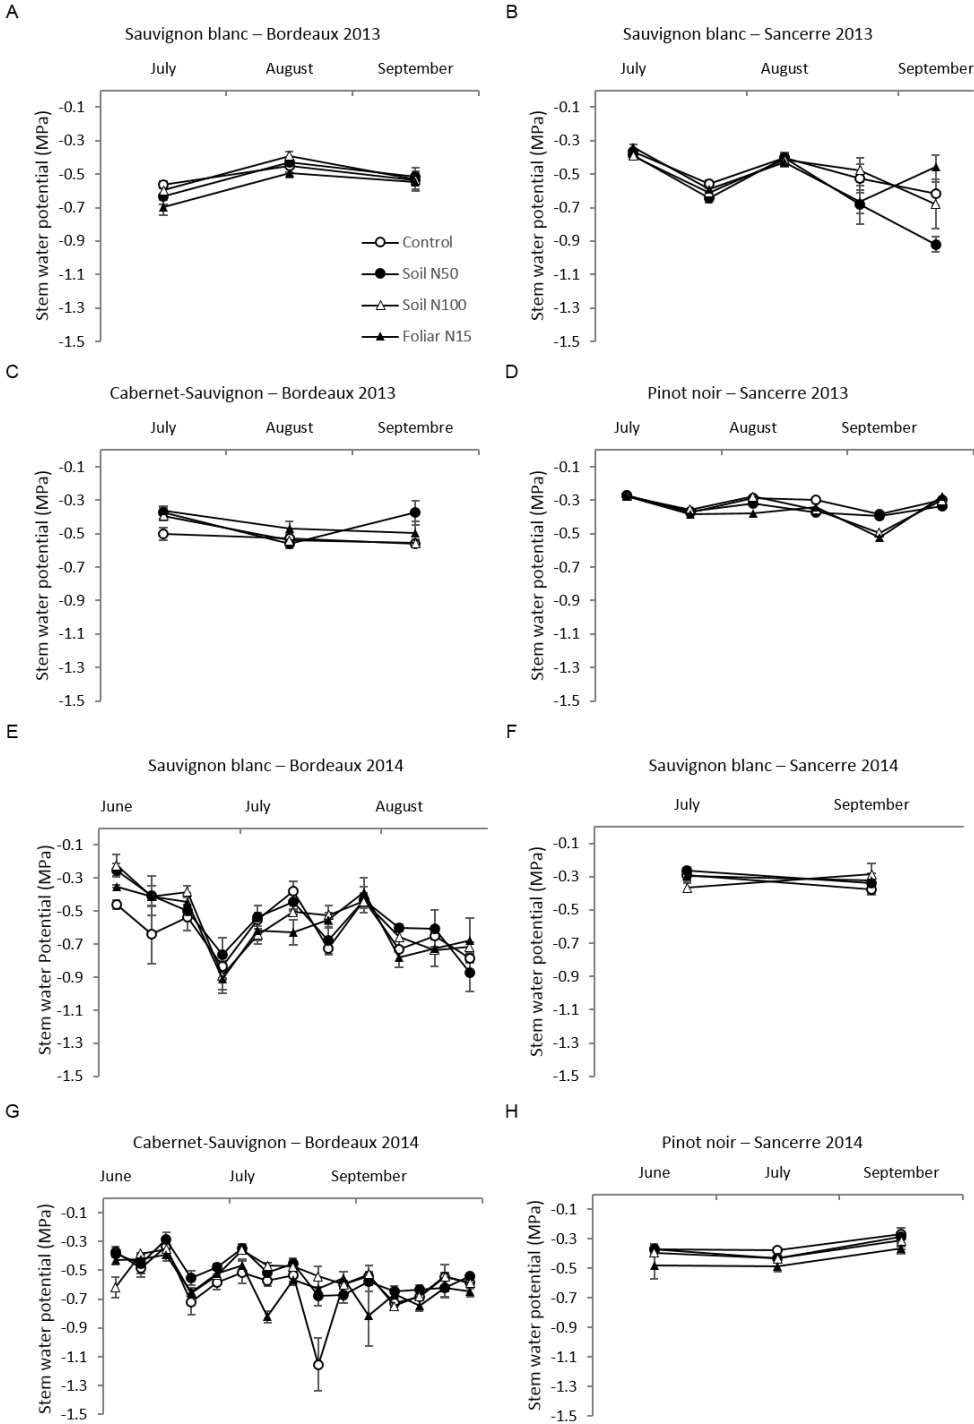 A
Sauvignon blanc – Bordeaux 2013
July August September
Stem water potential (MPa)
-0.1
-0.3
-0.5
-0.7
-0.9
-1.1
-1.3
-1.5
Control
Soil N50
Soil N100
Foliar N15
B
Sauvignon blanc – Sancerre 2013
July August September
Stem water potential (MPa)
-0.1
-0.3
-0.5
-0.7
-0.9
-1.1
-1.3
-1.5
C
Cabernet-Sauvignon – Bordeaux 2013
July August Septembre
Stem water potential (MPa)
-0.1
-0.3
-0.5
-0.7
-0.9
-1.1
-1.3
-1.5
D
Pinot noir – Sancerre 2013
July August September
Stem water potential (MPa)
-0.1
-0.3
-0.5
-0.7
-0.9
-1.1
-1.3
-1.5
E
Sauvignon blanc – Bordeaux 2014
June July August
Stem water Potential (MPa)
-0.1
-0.3
-0.5
-0.7
-0.9
-1.1
-1.3
-1.5
F
Sauvignon blanc – Sancerre 2014
July September
Stem water potential (MPa)
-0.1
-0.3
-0.5
-0.7
-0.9
-1.1
-1.3
-1.5
G
Cabernet-Sauvignon – Bordeaux 2014
June July September
Stem water potential (MPa)
-0.1
-0.3
-0.5
-0.7
-0.9
-1.1
-1.3
-1.5
H
Pinot noir – Sancerre 2014
June July September
Stem water potential (MPa)
-0.1
-0.3
-0.5
-0.7
-0.9
-1.1
-1.3
-1.5